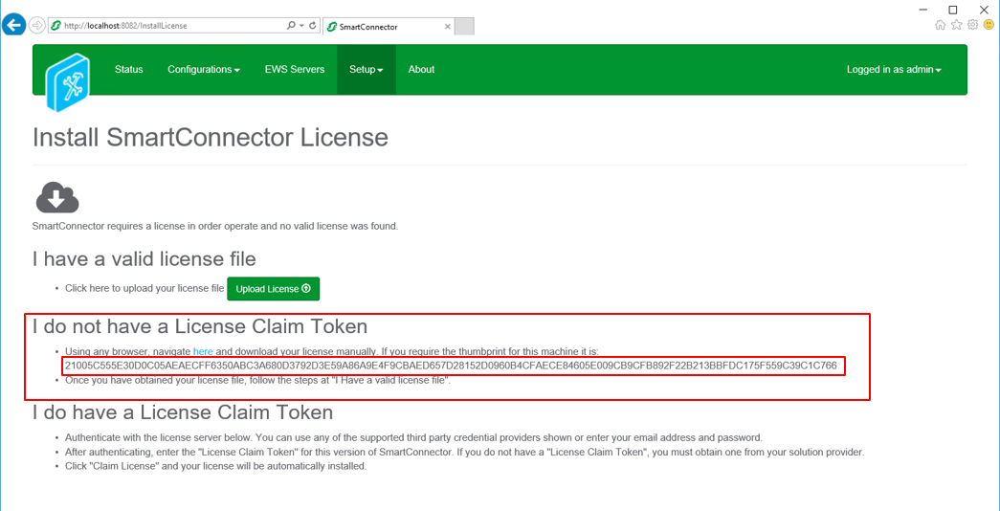 http://localhost:8082/InstallLicense
SmartConnector
Status Configurations EWS Servers Setup About Logged in as admin
Install SmartConnector License
SmartConnector requires a license in order operate and no valid license was found.
I have a valid license file
• Click here to upload your license file Upload License
I do not have a License Claim Token
• Using any browser, navigate here and download your license manually. If you require the thumbprint for this machine it is:
21005C555E30D0C05AEAECFF6350ABC3A680D3792D3E59A86A9E4F9CBAED657D28152D0960B4CFAECE84605E009CB9CFB892F22B213BBFDC175F559C39C1C766
• Once you have obtained your license file, follow the steps at "I Have a valid license file".
I do have a License Claim Token
• Authenticate with the license server below. You can use any of the supported third party credential providers shown or enter your email address and password.
• After authenticating, enter the "License Claim Token" for this version of SmartConnector. If you do not have a "License Claim Token", you must obtain one from your solution provider.
• Click "Claim License" and your license will be automatically installed.